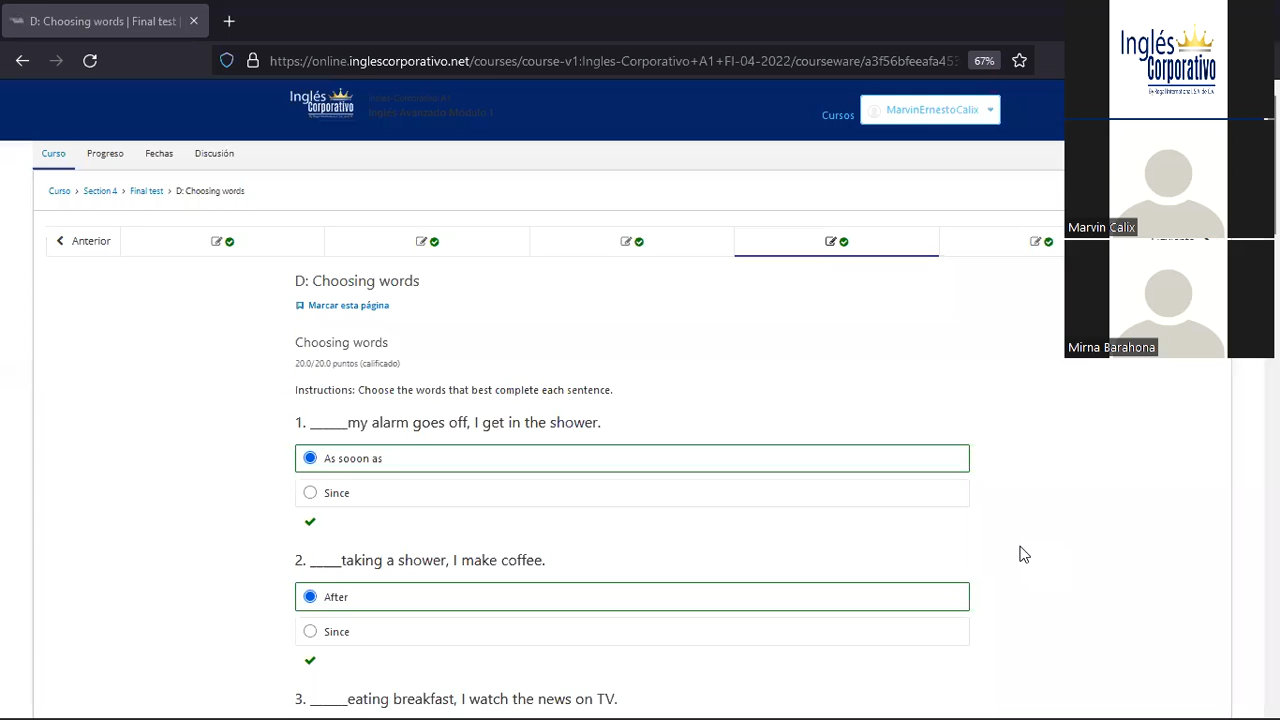 D: Choosing words | Final test |
https://online.inglescorporativo
/courses/course-v1:Ingles-Corporativo+A1+FI-04-2022/courseware/a3f56bfeeafa45
67%
Inglés
Corporativo
Inglés Avanzado Módulo 1
Cursos
MarvinErnestoCalix
Inglés
Corporativo
Curso
Progreso
Fechas
Discusión
Marvin Calix
Curso > Section 4 > Final test > D: Choosing words
Anterior
Mirna Barahona
D: Choosing words
Marcar esta página
Choosing words
20.0/20.0 puntos (calificado)
Instructions: Choose the words that best complete each sentence.
1. ______my alarm goes off, I get in the shower.
As sooon as
Since
2. _____taking a shower, I make coffee.
After
Since
3. ______eating breakfast, I watch the news on TV.